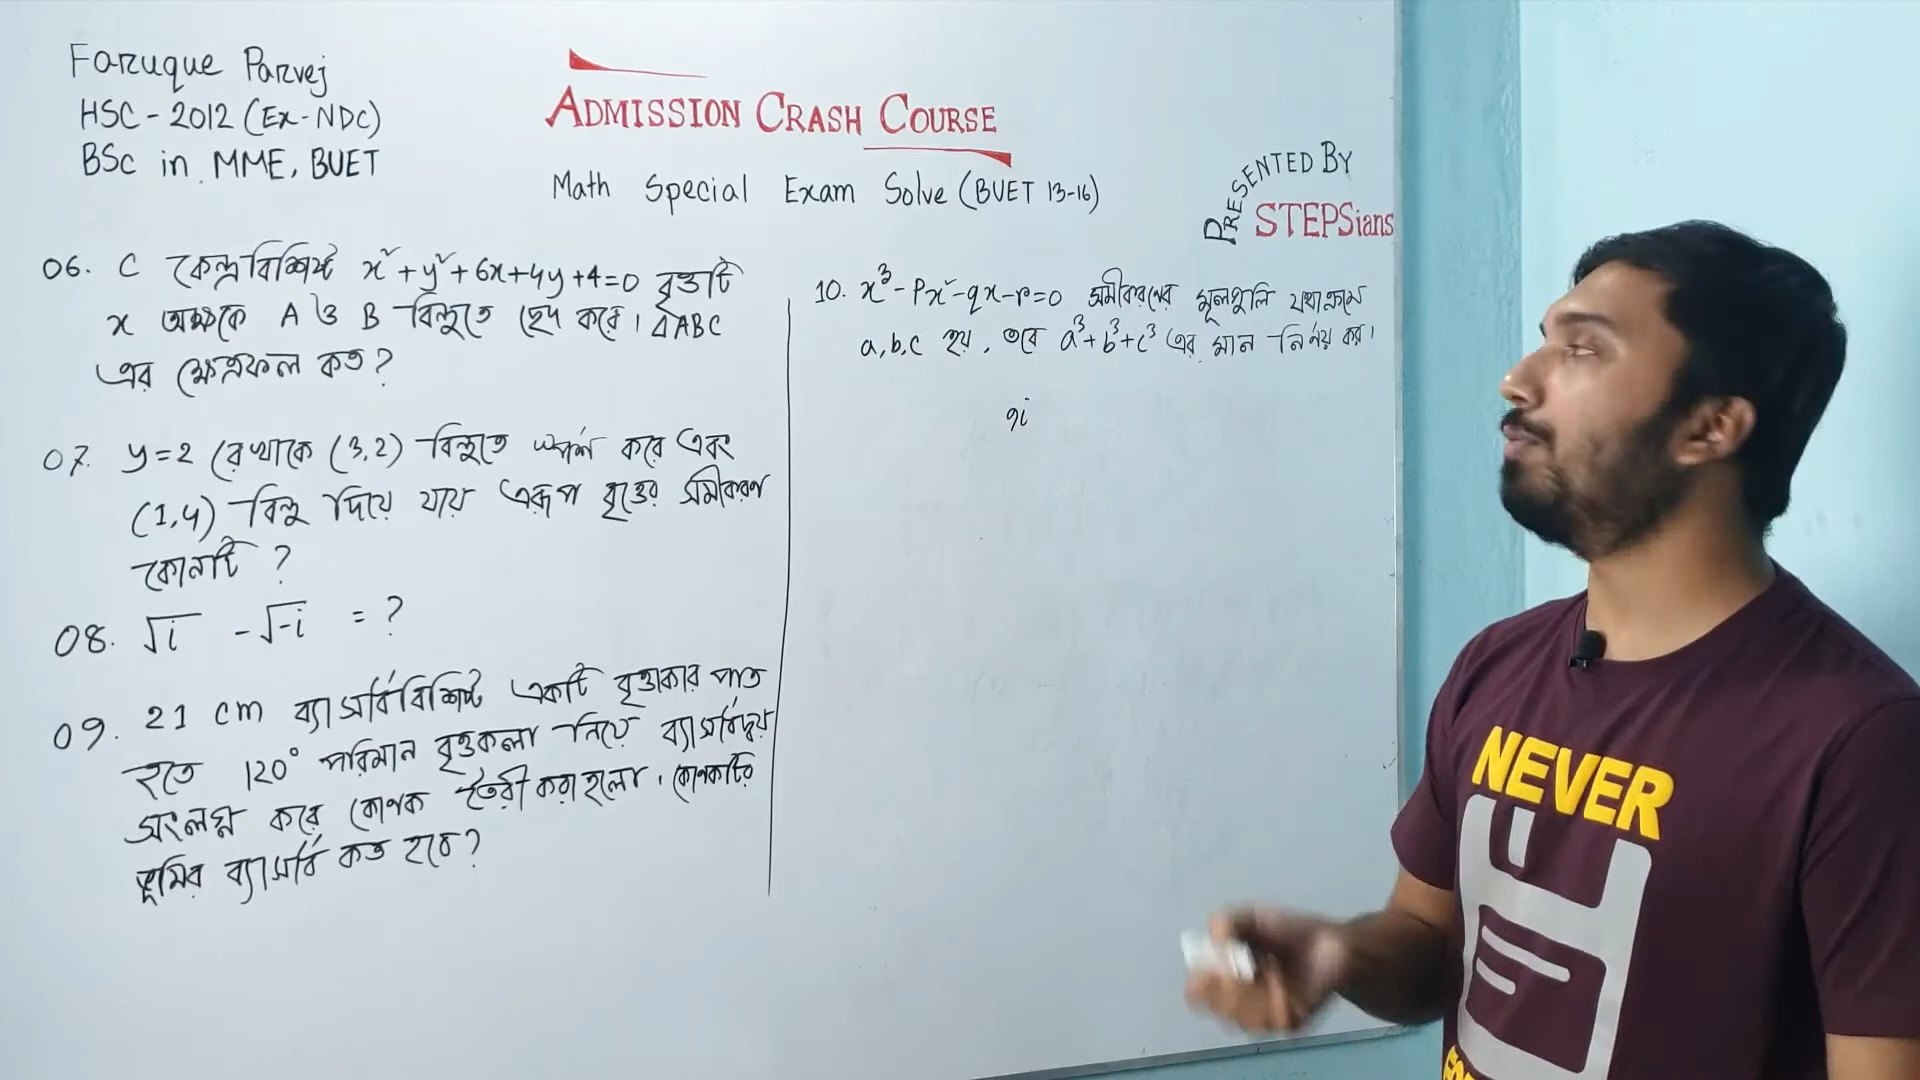 Faruque Parvej
HSC - 2012 (Ex-NDC)
BSc in MME, BUET
ADMISSION CRASH COURSE
Math Special Exam Solve (BUET 13-16)
PRESENTED BY
STEPSians
06. C কেন্দ্রবিশিষ্ট x²+y²+6x+4y+4=0 বৃত্তটি
x অক্ষকে A ও B বিন্দুতে ছেদ করে। ΔABC
এর ক্ষেত্রফল কত?
07. y=2 রেখাকে (3,2) বিন্দুতে স্পর্শ করে এবং
(1,4) বিন্দু দিয়ে যায় এরূপ বৃত্তের সমীকরণ
কোনটি ?
08. √i - √-i = ?
09. 21 cm ব্যাসার্ধবিশিষ্ট একটি বৃত্তাকার পাত
হতে 120° পরিমান বৃত্তকলা নিয়ে ব্যাসার্ধদ্বয়
সংলগ্ন করে কোণক তৈরী করা হলো। কোণকটির
ভূমির ব্যাসার্ধ কত হবে?
10. x³-Px²-qx-r=0 সমীকরণের মূলগুলি যথাক্রমে
a,b,c হয়, তবে a³+b³+c³ এর মান নির্ণয় কর।
qi
NEVER